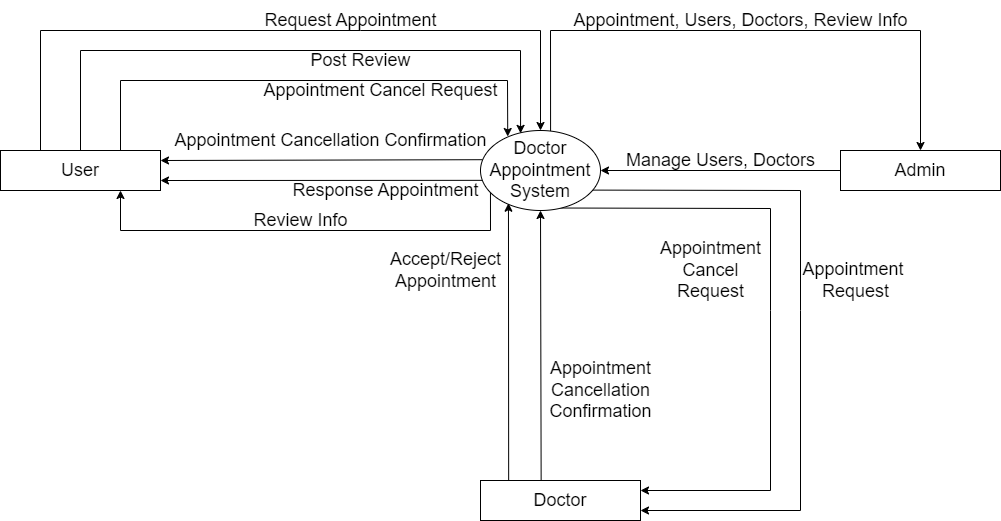 Request Appointment
Appointment, Users, Doctors, Review Info
Post Review
Appointment Cancel Request
Appointment Cancellation Confirmation
User
Doctor
Appointment
System
Manage Users, Doctors
Admin
Response Appointment
Review Info
Accept/Reject
Appointment
Appointment
Cancel
Request
Appointment
Request
Appointment
Cancellation
Confirmation
Doctor